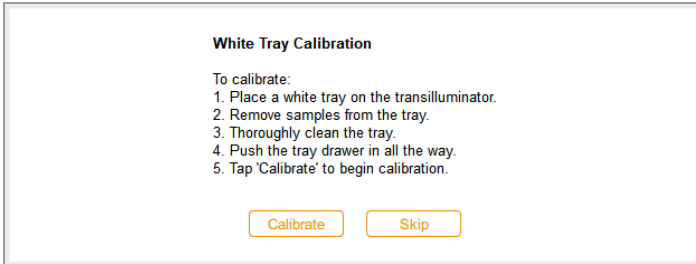 White Tray Calibration
To calibrate:
1. Place a white tray on the transilluminator.
2. Remove samples from the tray.
3. Thoroughly clean the tray.
4. Push the tray drawer in all the way.
5. Tap 'Calibrate' to begin calibration.
Calibrate Skip